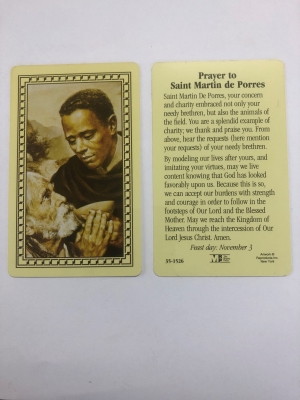 Prayer to
Saint Martin de Porres
Saint Martin De Porres, your concern
and charity embraced not only your
needy brethren, but also the animals of
the field. You are a splendid example of
charity; we thank and praise you. From
above, hear the requests (here mention
your requests) of your needy brethren.
By modeling our lives after yours, and
imitating your virtues, may we live
content knowing that God has looked
favorably upon us. Because this is so,
we can accept our burdens with strength
and courage in order to follow in the
footsteps of Our Lord and the Blessed
Mother. May we reach the Kingdom of
Heaven through the intercession of Our
Lord Jesus Christ. Amen.
Feast day: November 3
35-1526
New York